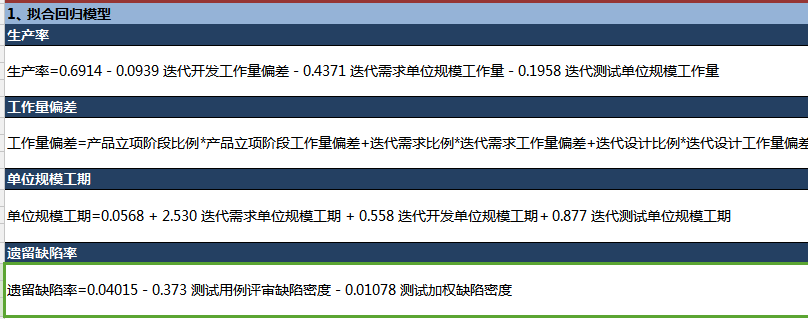 1、拟合回归模型
生产率
生产率=0.6914 - 0.0939 迭代开发工作量偏差 - 0.4371 迭代需求单位规模工作量 - 0.1958 迭代测试单位规模工作量
工作量偏差
工作量偏差=产品立项阶段比例*产品立项阶段工作量偏差+迭代需求比例*迭代需求工作量偏差+迭代设计比例*迭代设计工作量偏差
单位规模工期
单位规模工期=0.0568 + 2.530 迭代需求单位规模工期 + 0.558 迭代开发单位规模工期+ 0.877 迭代测试单位规模工期
遗留缺陷率
遗留缺陷率=0.04015 - 0.373 测试用例评审缺陷密度 - 0.01078 测试加权缺陷密度